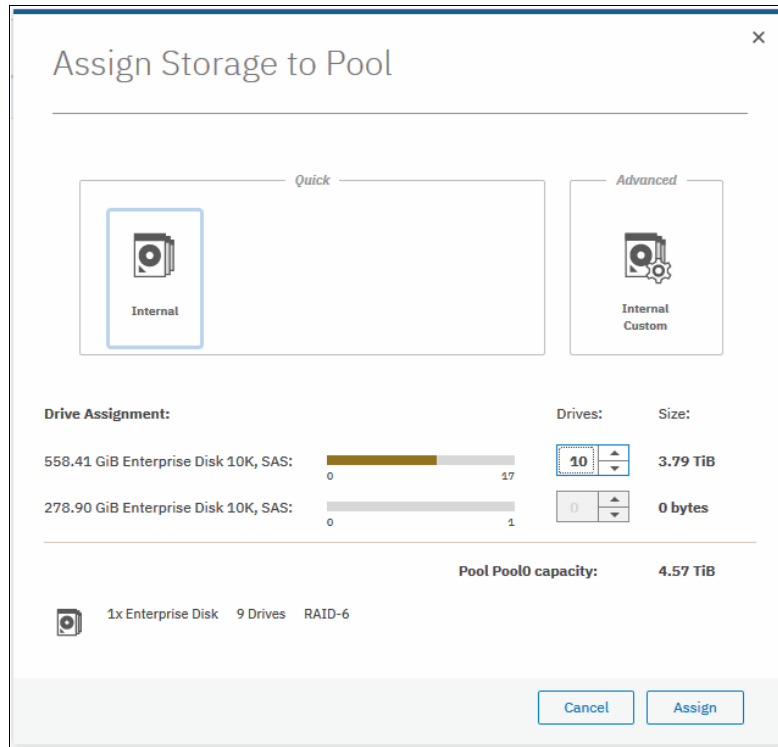 Assign Storage to Pool
Quick
Advanced
Internal
Internal
Custom
Drive Assignment:
Drives:
Size:
558.41 GiB Enterprise Disk 10K, SAS:
0
17
10
3.79 TiB
278.90 GiB Enterprise Disk 10K, SAS:
0
1
0
0 bytes
Pool Pool0 capacity:
4.57 TiB
1x Enterprise Disk 9 Drives RAID-6
Cancel
Assign